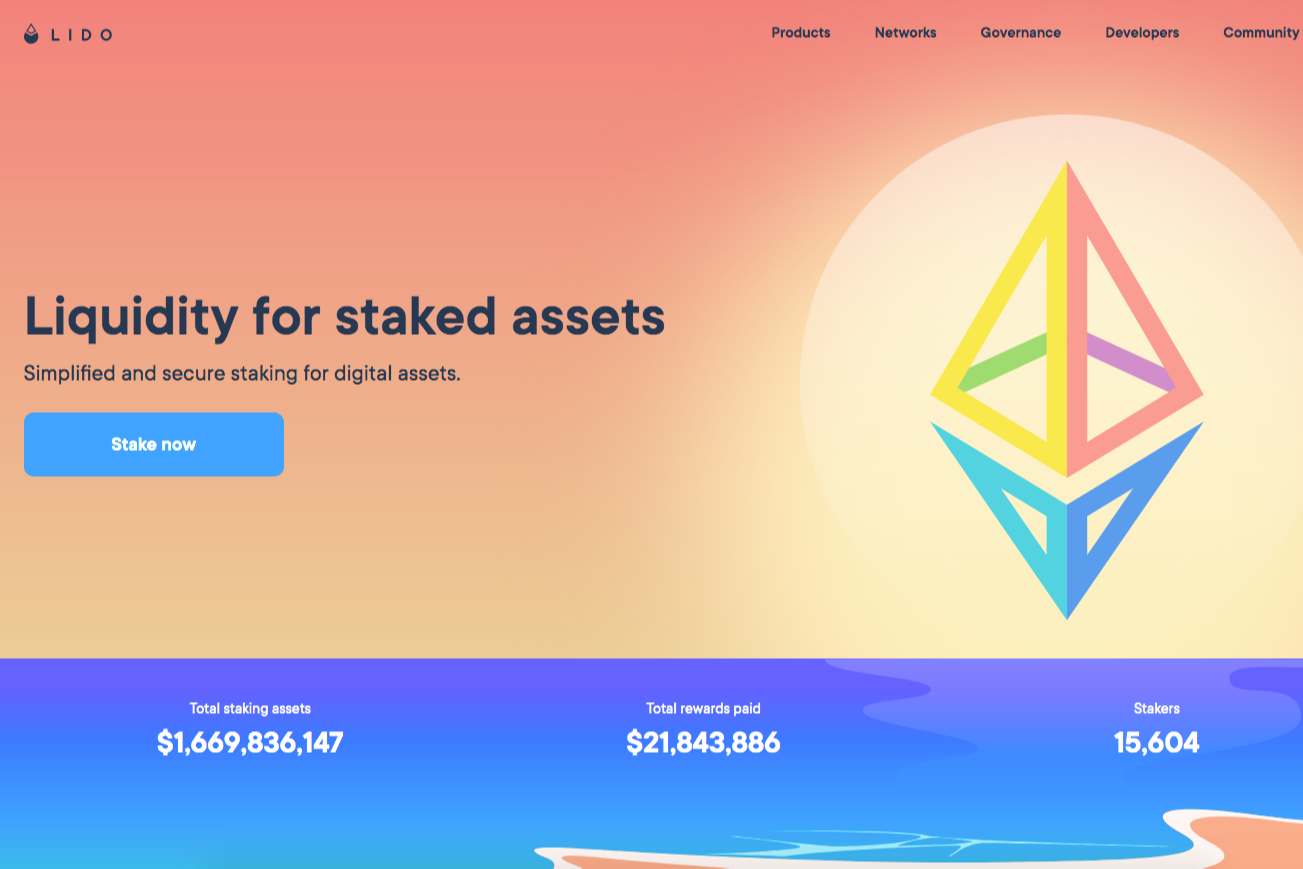 LIDO
Products Networks Governance Developers Community
Liquidity for staked assets
Simplified and secure staking for digital assets.
Stake now
Total staking assets
$1,669,836,147
Total rewards paid
$21,843,886
Stakers
15,604